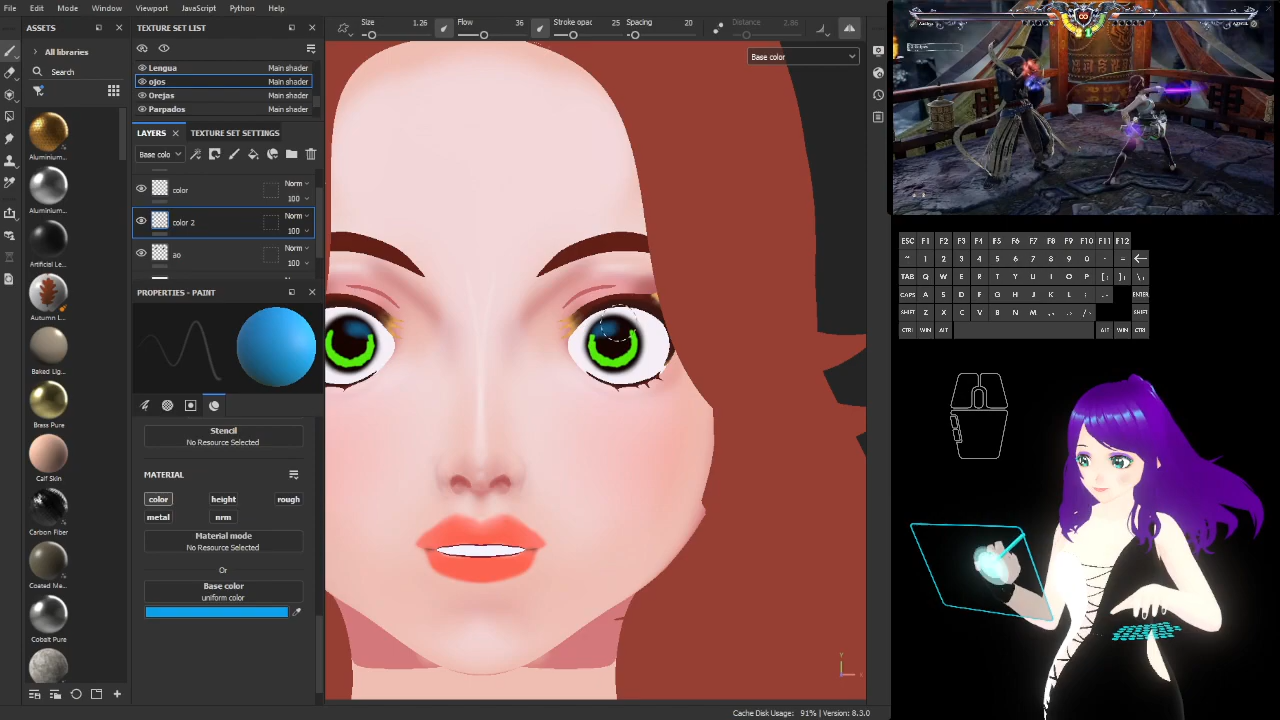 File Edit Mode Window Viewport JavaScript Python Help
ASSETS
All libraries
Search
Aluminium...
Aluminium...
Artificial Le...
Autumn L...
Baked Lig...
Brass Pure
Calf Skin
Carbon Fiber
Coated Me...
Cobalt Pure
TEXTURE SET LIST
Lengua Main shader
ojos Main shader
Orejas Main shader
Parpados Main shader
LAYERS TEXTURE SET SETTINGS
Base colo
color Norm
100
color 2 Norm
100
ao Norm
100
PROPERTIES - PAINT
Stencil
No Resource Selected
MATERIAL
color height rough
metal nrm
Material mode
No Resource Selected
Or
Base color
uniform color
Size 1.26 Flow 36 Stroke opac 25 Spacing 20 Distance 2.86
Base color
Y
Cache Disk Usage: 91% | Version: 8.3.0
ESC F1 F2 F3 F4 F5 F6 F7 F8 F9 F10 F11 F12
~ 1 2 3 4 5 6 7 8 9 0 - =
TAB Q W E R T Y U I O P [ { ] } \
CAPS A S D F G H J K L ; ENTER
SHIFT Z X C V B N M SHIFT
CTRL WIN ALT ALT WIN CTRL